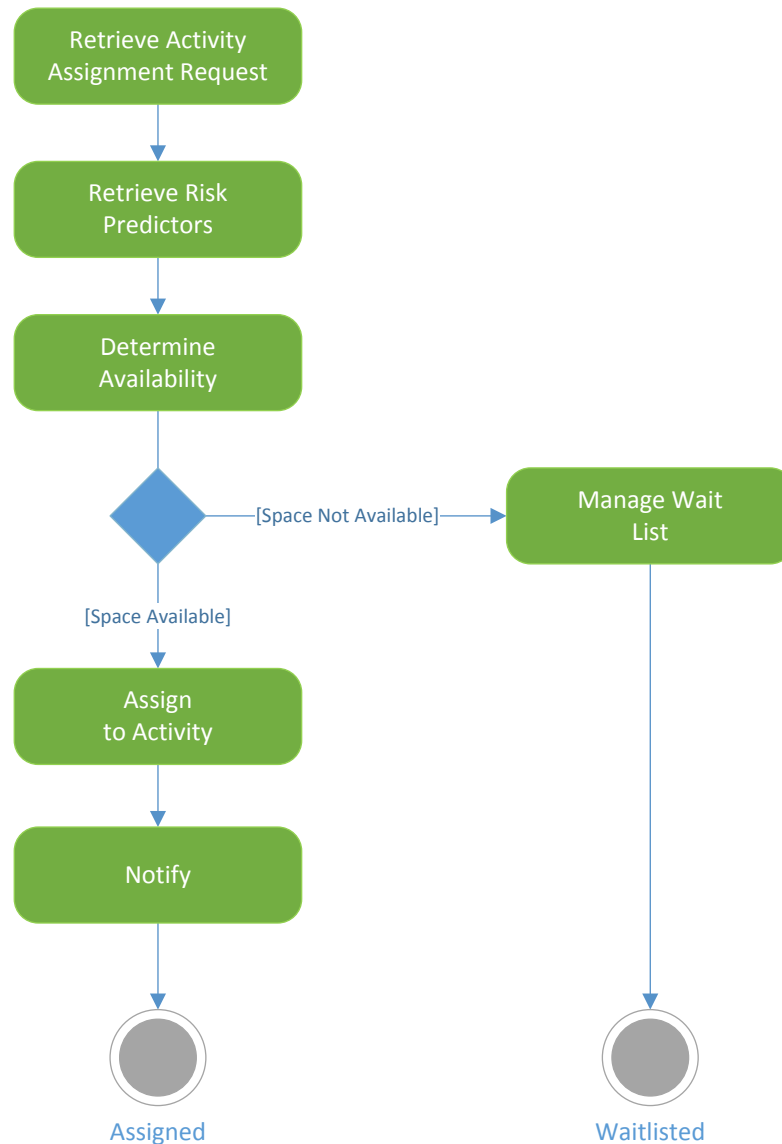 Retrieve Activity
Assignment Request
Retrieve Risk
Predictors
Determine
Availability
[Space Not Available]
Manage Wait
List
[Space Available]
Assign
to Activity
Notify
Assigned
Waitlisted